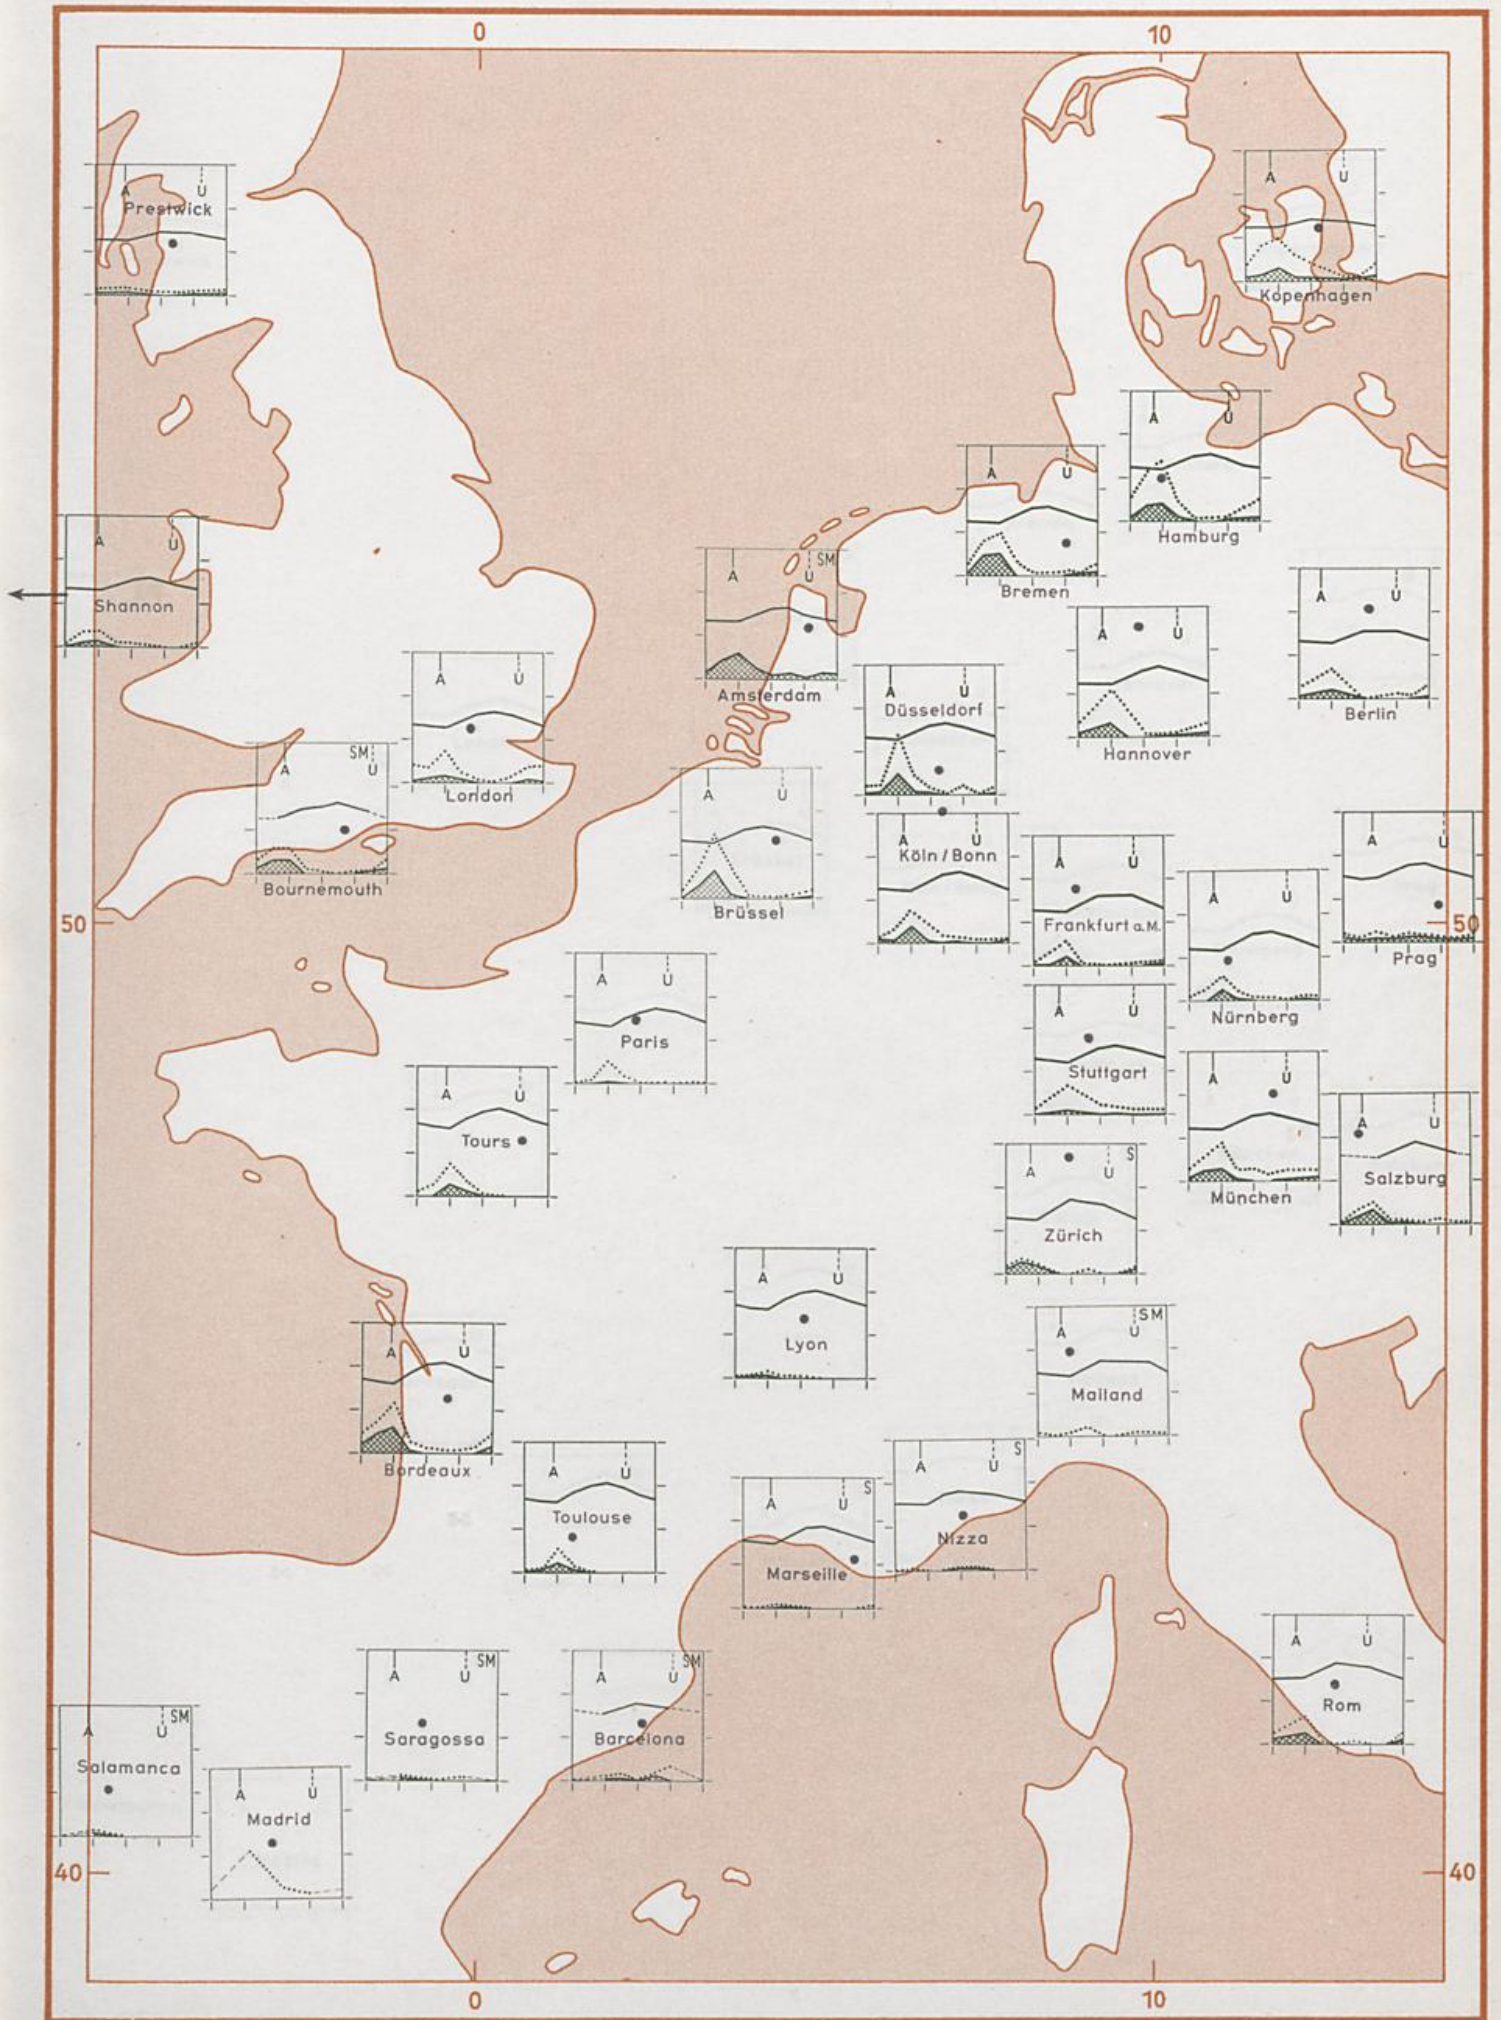 0 10
A U
Prestwick
A U
Kopenhagen
A U
Hamburg
A U
Bremen
A U
Shannon
A U SM
Amsterdam
A U
Berlin
A U
Hannover
A U
London
A U
Düsseldorf
A U SM
Bournemouth
A U
Brüssel
A U
Köln / Bonn
A U
Frankfurt a.M.
A U
Nürnberg
A U
Prag
50 50
A U
Paris
A U
Stuttgart
A U
Tours
A U
München
A U
Salzburg
A U S
Zürich
A U
Lyon
A U SM
Mailand
A U
Bordeaux
A U
Toulouse
A U S
Marseille
A U S
Nizza
A U
Rom
A U SM
Saragossa
A U SM
Barcelona
A U SM
Salamanca
A U
Madrid
40 40
0 10